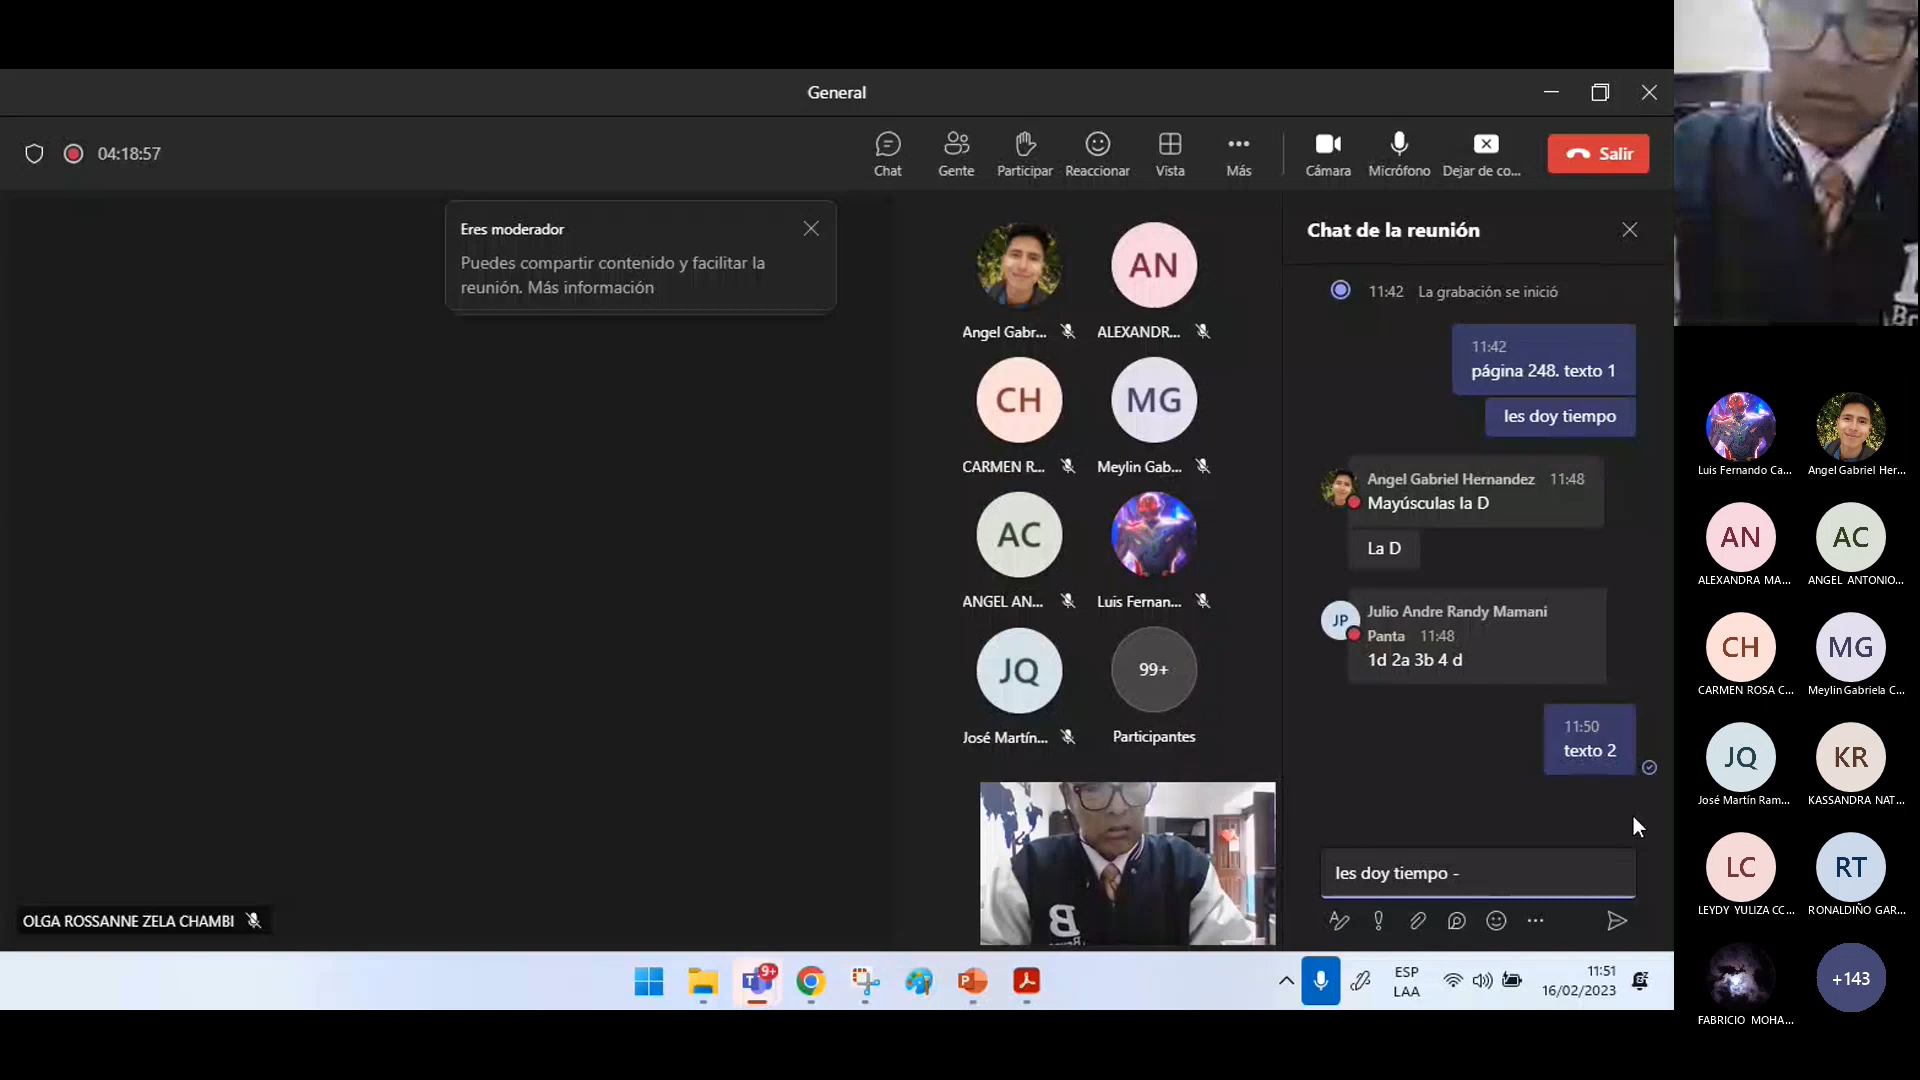 General
04:18:57
Chat
Gente
Participar
Reaccionar
Vista
Más
Cámara
Micrófono
Dejar de co...
Salir
Eres moderador
Puedes compartir contenido y facilitar la
reunión. Más información
Angel Gabr...
AN
ALEXANDR...
CH
CARMEN R...
MG
Meylin Gab...
AC
ANGEL AN...
Luis Fernan...
JQ
José Martín...
99+
Participantes
B
OLGA ROSSANNE ZELA CHAMBI
Chat de la reunión
11:42 La grabación se inició
11:42
página 248. texto 1
les doy tiempo
Angel Gabriel Hernandez 11:48
Mayúsculas la D
La D
JP
Julio Andre Randy Mamani
Panta 11:48
1d 2a 3b 4 d
11:50
texto 2
les doy tiempo -
9+
ESP
LAA
11:51
16/02/2023
Luis Fernando Ca...
Angel Gabriel Her...
AN
ALEXANDRA MA...
AC
ANGEL ANTONIO...
CH
CARMEN ROSA C...
MG
Meylin Gabriela C...
JQ
José Martín Ram...
KR
KASSANDRA NAT...
LC
LEYDY YULIZA CC...
RT
RONALDIÑO GAR...
FABRICIO MOHA...
+143